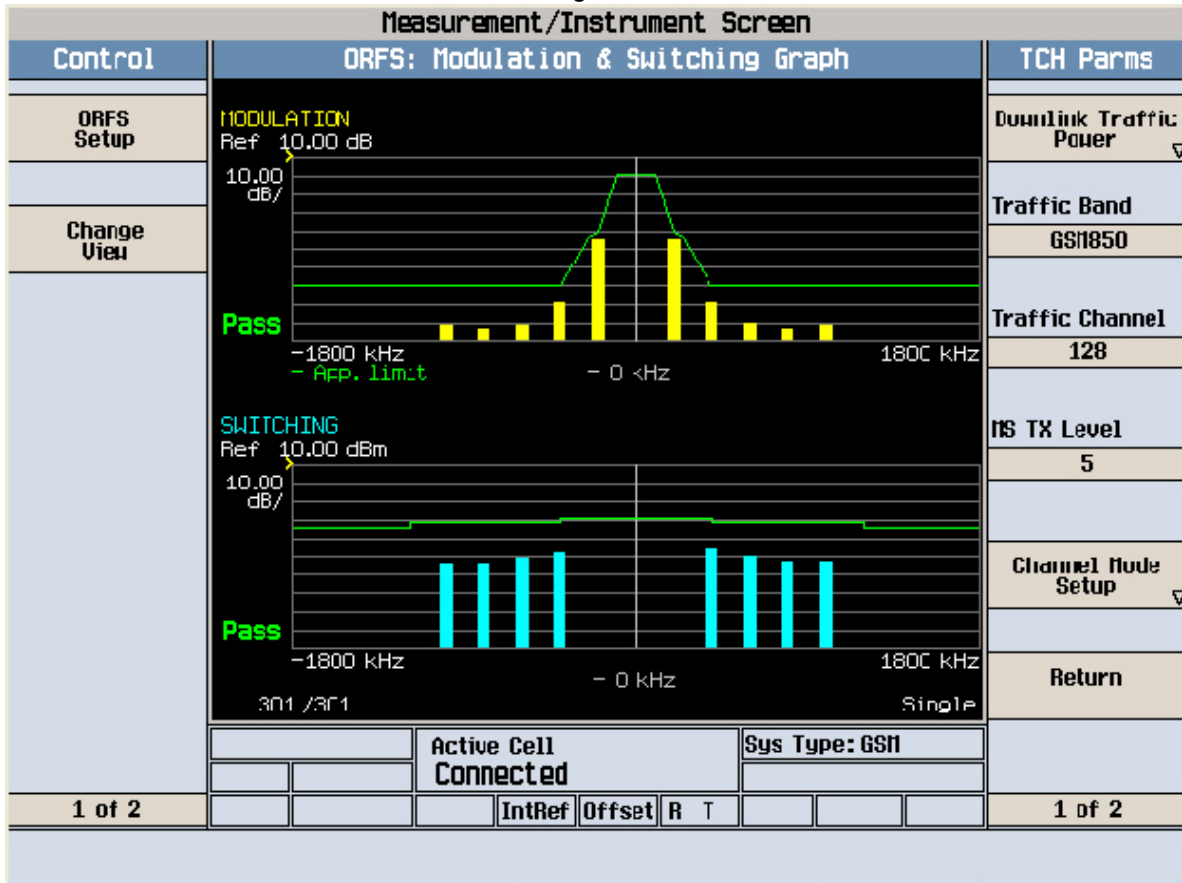 Measurement/Instrument Screen
Control
ORFS: Modulation & Switching Graph
TCH Parms
ORFS
Setup
Change
View
MODULATION
Ref 10.00 dB
10.00
dB/
Pass
-1800 kHz
1800 kHz
- App. limit
- 0 kHz
SWITCHING
Ref 10.00 dBm
10.00
dB/
Pass
-1800 kHz
1800 kHz
- 0 kHz
301/301
Single
Downlink Traffic
Power
Traffic Band
GSM850
Traffic Channel
128
MS TX Level
5
Channel Mode
Setup
Return
Active Cell
Connected
Sys Type: GSM
IntRef Offset R T
1 of 2
1 of 2